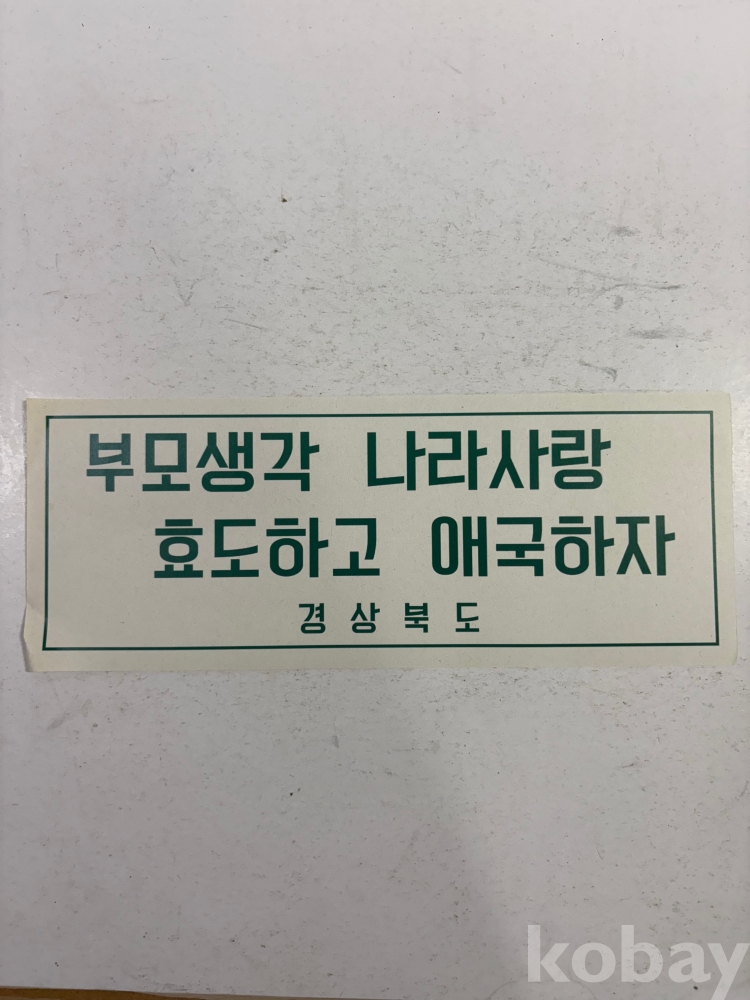 부모생각 나라사랑
효도하고 애국하자
경상북도
kobay